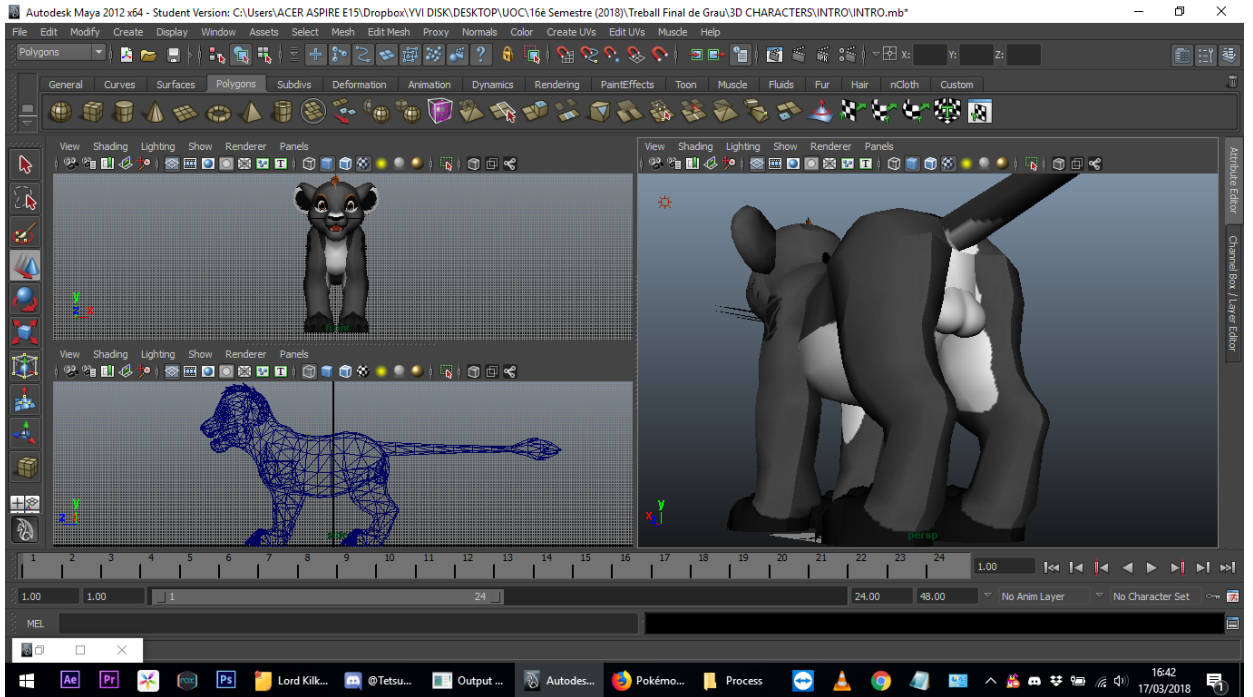 Autodesk Maya 2012 x64 - Student Version: C:\Users\ACER ASPIRE E15\Dropbox\YVI DISK\DESKTOP\UOC\16è Semestre (2018)\Treball Final de Grau\3D CHARACTERS\INTRO\INTRO.mb*
File Edit Modify Create Display Window Assets Select Mesh Edit Mesh Proxy Normals Color Create UVs Edit UVs Muscle Help
Polygons X: Y: Z:
General Curves Surfaces Polygons Subdivs Deformation Animation Dynamics Rendering PaintEffects Toon Muscle Fluids Fur Hair nCloth Custom
View Shading Lighting Show Renderer Panels
View Shading Lighting Show Renderer Panels
Attribute Editor
Channel Box / Layer Editor
y
z x
front
View Shading Lighting Show Renderer Panels
y
z
y
x
persp
1 2 3 4 5 6 7 8 9 10 11 12 13 14 15 16 17 18 19 20 21 22 23 24 1.00
1.00 1.00 1 24 24.00 48.00 No Anim Layer No Character Set
MEL
Ae Pr rox Ps Lord Kilk... @Tetsu... Output ... Autodes... Pokémo... Process
16:42
17/03/2018
1